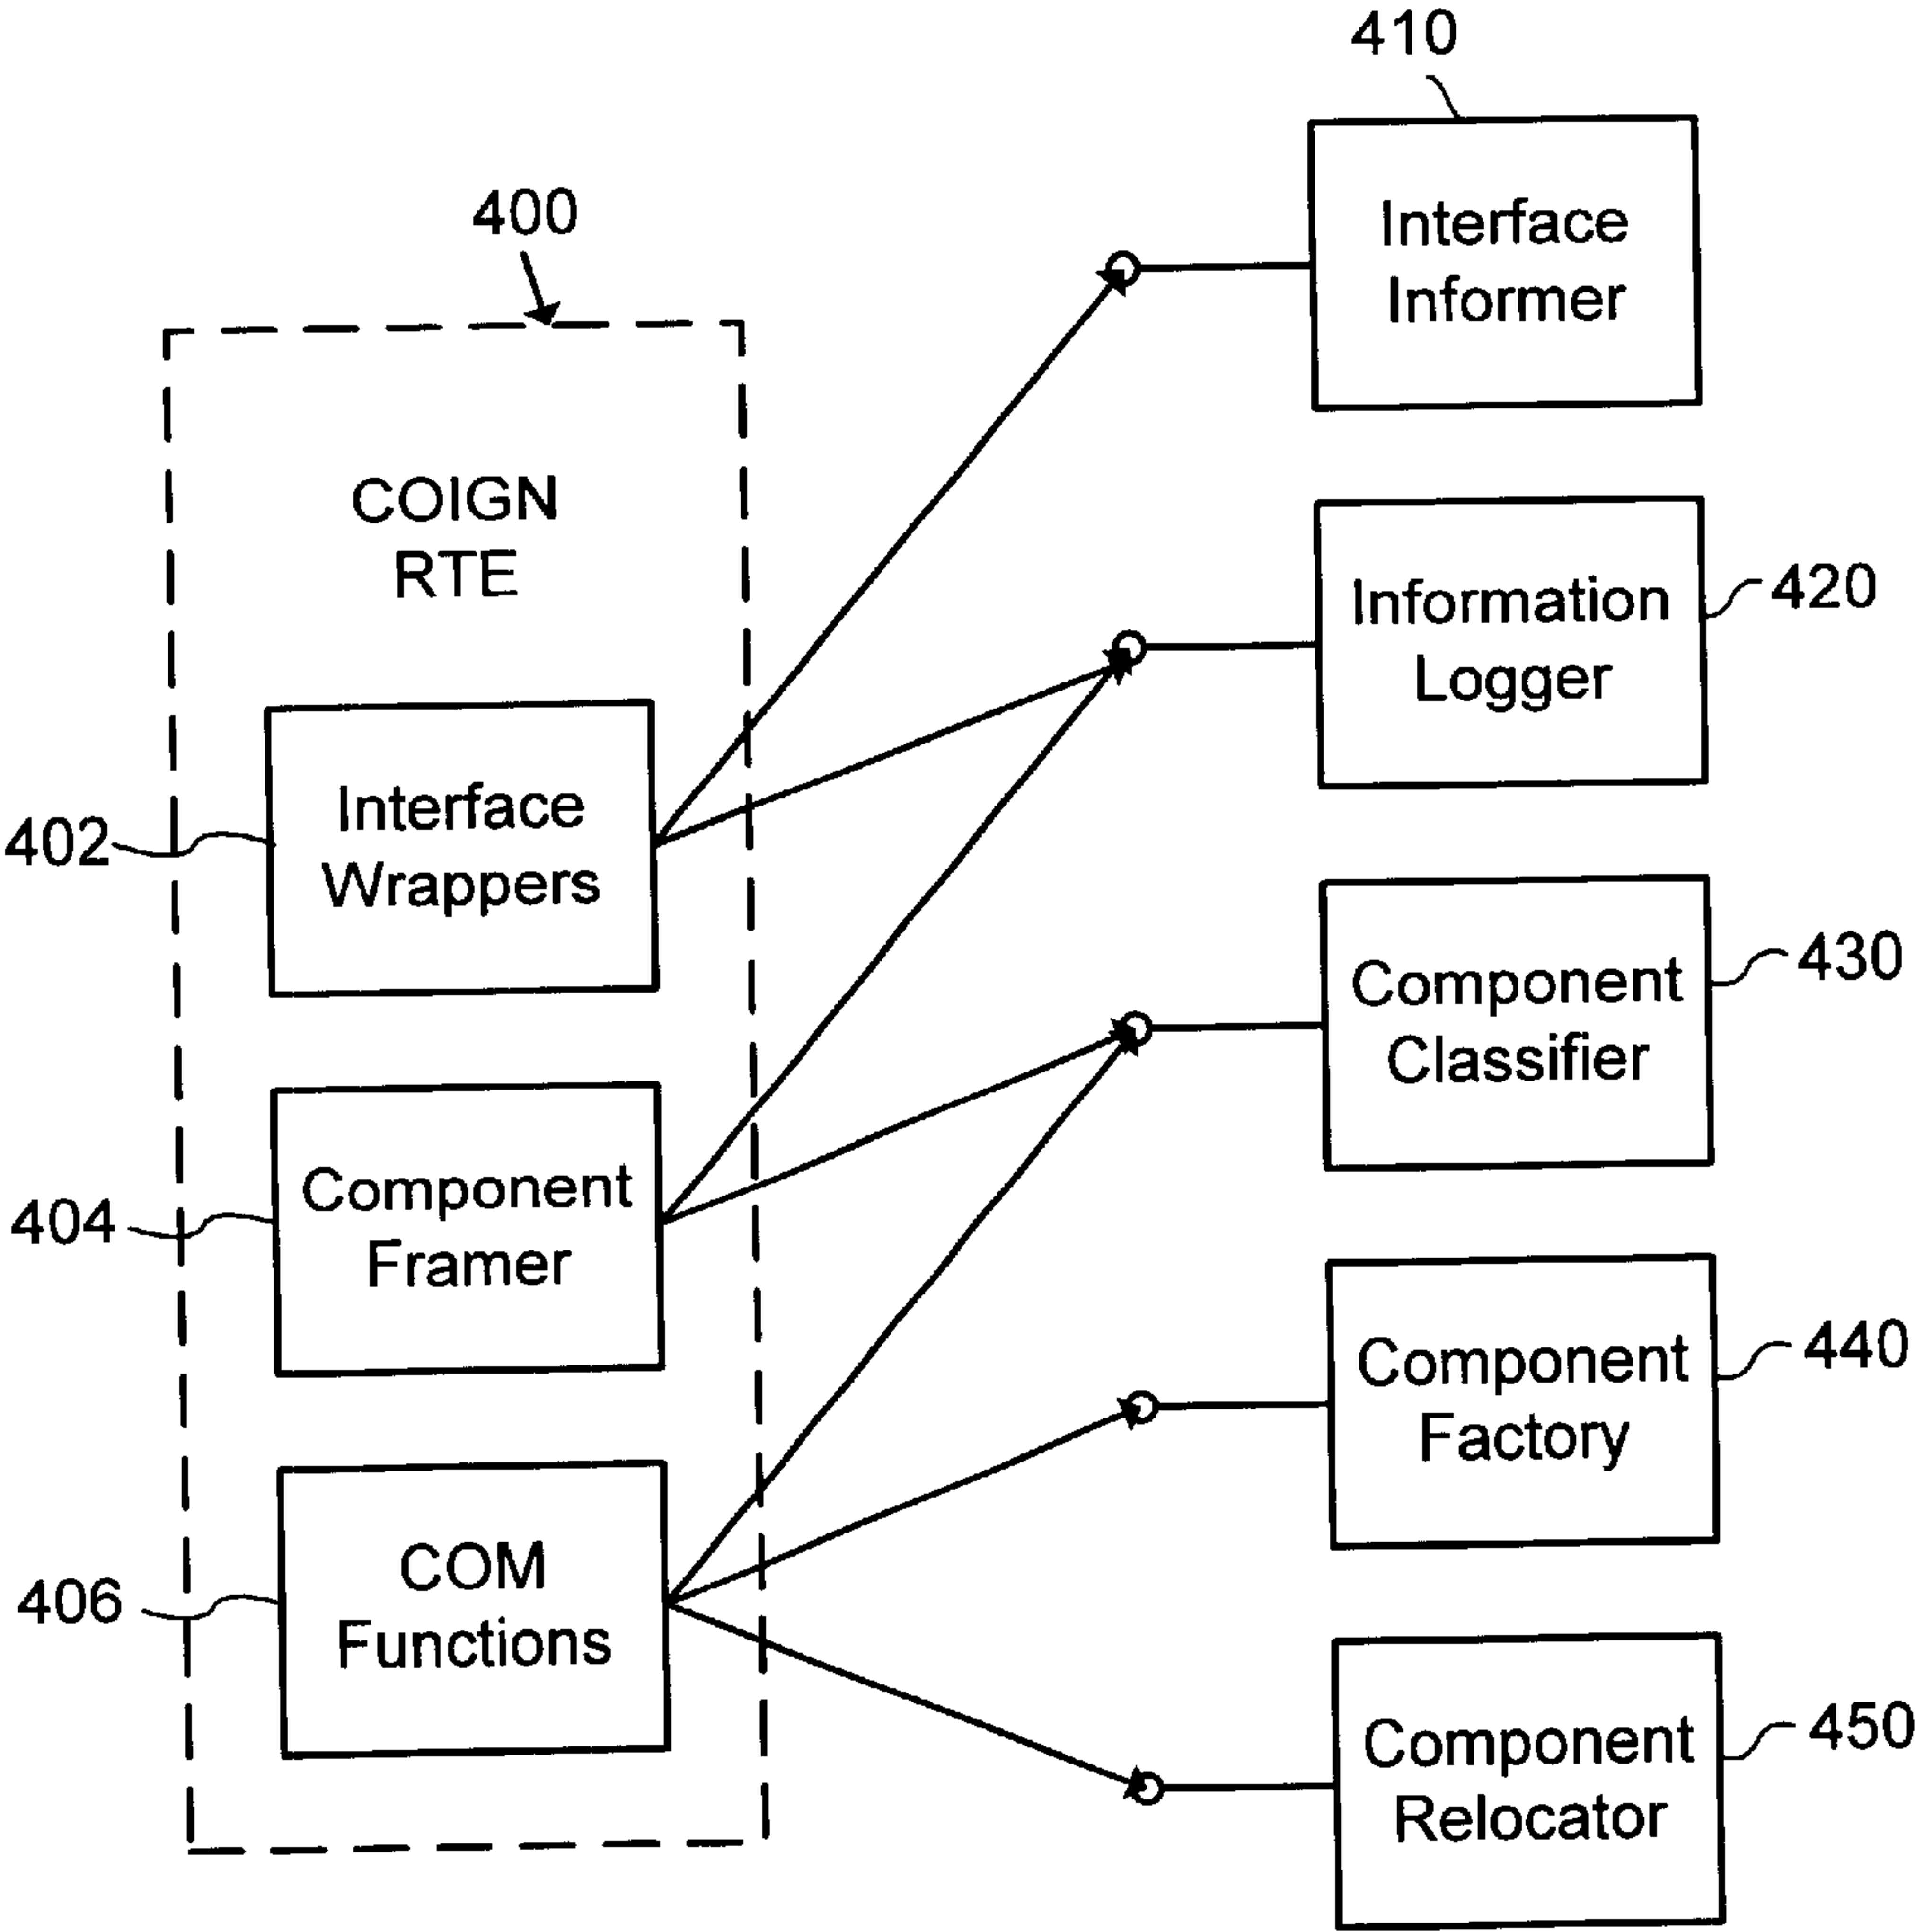 410
Interface
Informer
400
COIGN
RTE
Information
Logger
420
402
Interface
Wrappers
Component
Classifier
430
404
Component
Framer
Component
Factory
440
406
COM
Functions
Component
Relocator
450